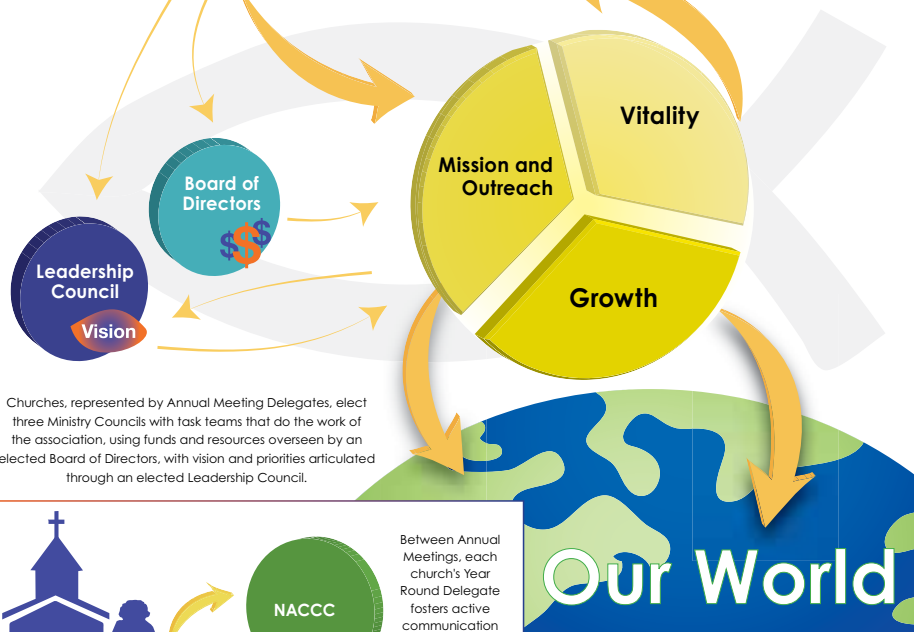 Vitality
Mission and
Outreach
Board of
Directors
$$$
Leadership
Council
Vision
Growth
Churches, represented by Annual Meeting Delegates, elect
three Ministry Councils with task teams that do the work of
the association, using funds and resources overseen by an
elected Board of Directors, with vision and priorities articulated
through an elected Leadership Council.
Our World
NACCC
Between Annual
Meetings, each
church's Year
Round Delegate
fosters active
communication